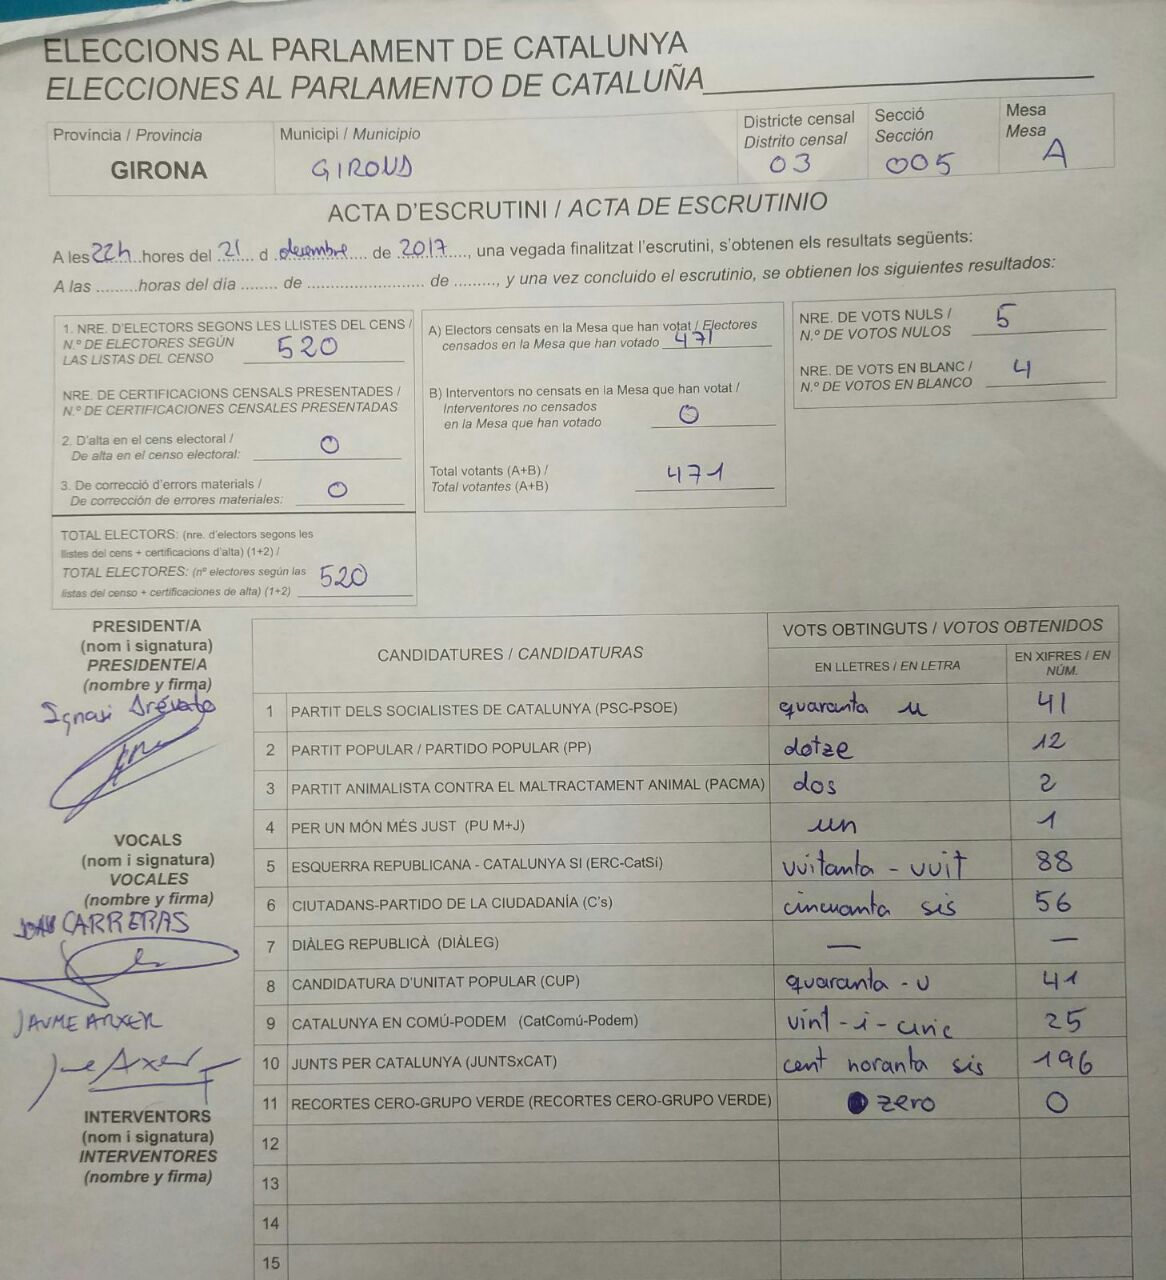 ELECCIONS AL PARLAMENT DE CATALUNYA
ELECCIONES AL PARLAMENTO DE CATALUÑA
Provincia / Provincia
GIRONA
Municipi / Municipio
GIRONA
Districte censal
Distrito censal
03
Secció
Sección
005
Mesa
Mesa
A
ACTA D'ESCRUTINI / ACTA DE ESCRUTINIO
A les 22h hores del 21 d desembre de 2017, una vegada finalitzat l'escrutini, s'obtenen els resultats següents:
A las .........horas del día ........ de ......................... de ........., y una vez concluido el escrutinio, se obtienen los siguientes resultados:
1. NRE. D'ELECTORS SEGONS LES LLISTES DEL CENS /
N.º DE ELECTORES SEGÚN
LAS LISTAS DEL CENSO 520
NRE. DE CERTIFICACIONS CENSALS PRESENTADES /
N.º DE CERTIFICACIONES CENSALES PRESENTADAS
2. D'alta en el cens electoral /
De alta en el censo electoral: 0
3. De correcció d'errors materials /
De corrección de errores materiales: 0
TOTAL ELECTORS: (nre. d'electors segons les
llistes del cens + certificacions d'alta) (1+2) /
TOTAL ELECTORES: (nº electores según las
listas del censo + certificaciones de alta) (1+2) 520
A) Electors censats en la Mesa que han votat / Electores
censados en la Mesa que han votado 471
B) Interventors no censats en la Mesa que han votat /
Interventores no censados
en la Mesa que han votado 0
Total votants (A+B) /
Total votantes (A+B) 471
NRE. DE VOTS NULS /
N.º DE VOTOS NULOS 5
NRE. DE VOTS EN BLANC /
N.º DE VOTOS EN BLANCO 4
PRESIDENT/A
(nom i signatura)
PRESIDENTE/A
(nombre y firma)
Ignasi Arévalo
VOCALS
(nom i signatura)
VOCALES
(nombre y firma)
JOAN CARRERAS
JAUME ARXER
INTERVENTORS
(nom i signatura)
INTERVENTORES
(nombre y firma)
CANDIDATURES / CANDIDATURAS
VOTS OBTINGUTS / VOTOS OBTENIDOS
EN LLETRES / EN LETRA
EN XIFRES / EN
NÚM.
1 PARTIT DELS SOCIALISTES DE CATALUNYA (PSC-PSOE) quaranta u 41
2 PARTIT POPULAR / PARTIDO POPULAR (PP) dotze 12
3 PARTIT ANIMALISTA CONTRA EL MALTRACTAMENT ANIMAL (PACMA) dos 2
4 PER UN MÓN MÉS JUST (PU M+J) un 1
5 ESQUERRA REPUBLICANA - CATALUNYA SI (ERC-CatSí) vuitanta - vuit 88
6 CIUTADANS-PARTIDO DE LA CIUDADANÍA (C's) cincuanta sis 56
7 DIÀLEG REPUBLICÀ (DIÀLEG) — —
8 CANDIDATURA D'UNITAT POPULAR (CUP) quaranta - u 41
9 CATALUNYA EN COMÚ-PODEM (CatComú-Podem) vint-i-cinc 25
10 JUNTS PER CATALUNYA (JUNTSxCAT) cent noranta sis 196
11 RECORTES CERO-GRUPO VERDE (RECORTES CERO-GRUPO VERDE) zero 0
12
13
14
15